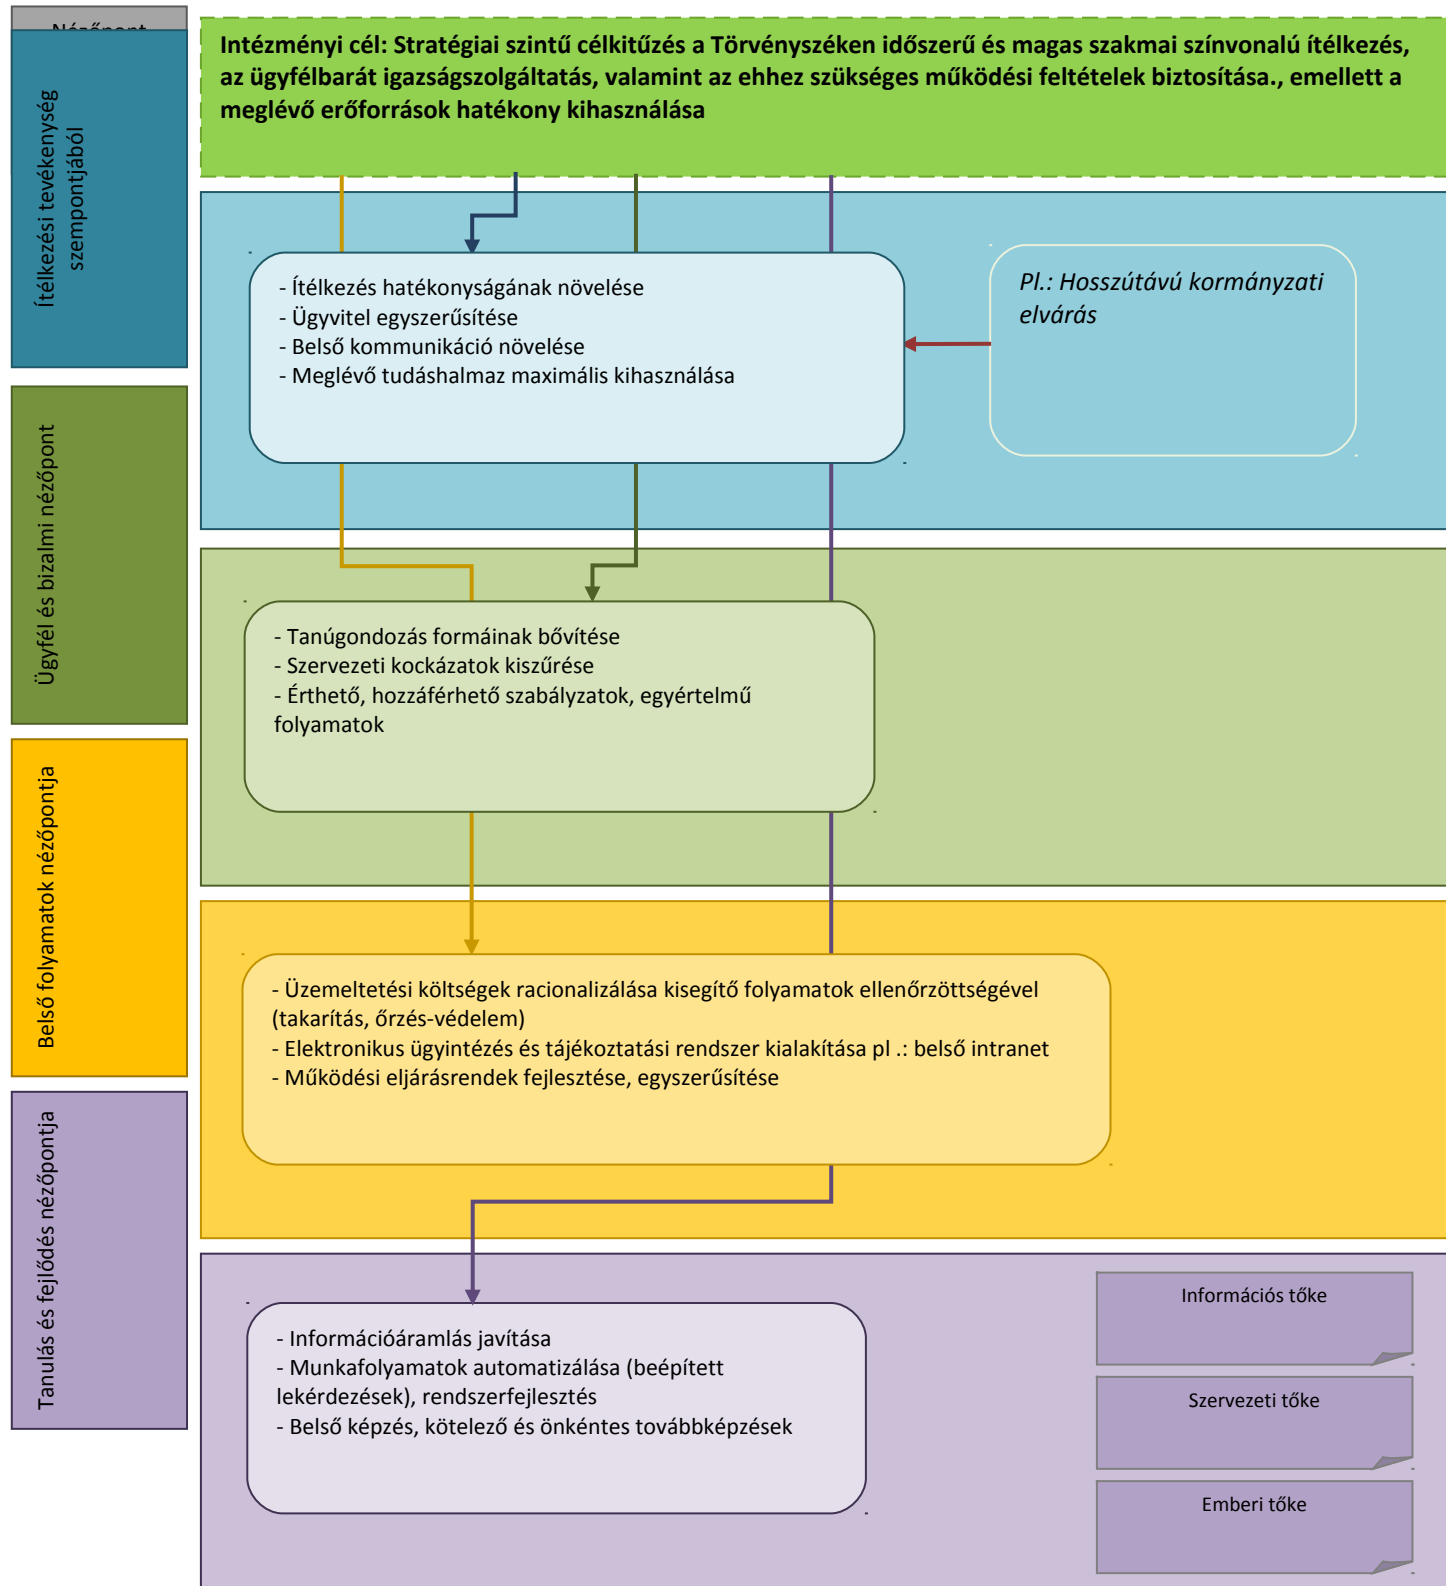 Intézményi cél: Stratégiai szintű célkitűzés a Törvényszéken időszerű és magas szakmai színvonalú ítélkezés,
az ügyfélbarát igazságszolgáltatás, valamint az ehhez szükséges működési feltételek biztosítása., emellett a
meglévő erőforrások hatékony kihasználása
Nézőpont
Ítélkezési tevékenység
szempontjából
- Ítélkezés hatékonyságának növelése
- Ügyvitel egyszerűsítése
- Belső kommunikáció növelése
- Meglévő tudáshalmaz maximális kihasználása
Pl.: Hosszútávú kormányzati
elvárás
Ügyfél és bizalmi nézőpont
- Tanúgondozás formáinak bővítése
- Szervezeti kockázatok kiszűrése
- Érthető, hozzáférhető szabályzatok, egyértelmű
folyamatok
Belső folyamatok nézőpontja
- Üzemeltetési költségek racionalizálása kisegítő folyamatok ellenőrzöttségével
(takarítás, őrzés-védelem)
- Elektronikus ügyintézés és tájékoztatási rendszer kialakítása pl .: belső intranet
- Működési eljárásrendek fejlesztése, egyszerűsítése
Tanulás és fejlődés nézőpontja
- Információáramlás javítása
- Munkafolyamatok automatizálása (beépített
lekérdezések), rendszerfejlesztés
- Belső képzés, kötelező és önkéntes továbbképzések
Információs tőke
Szervezeti tőke
Emberi tőke